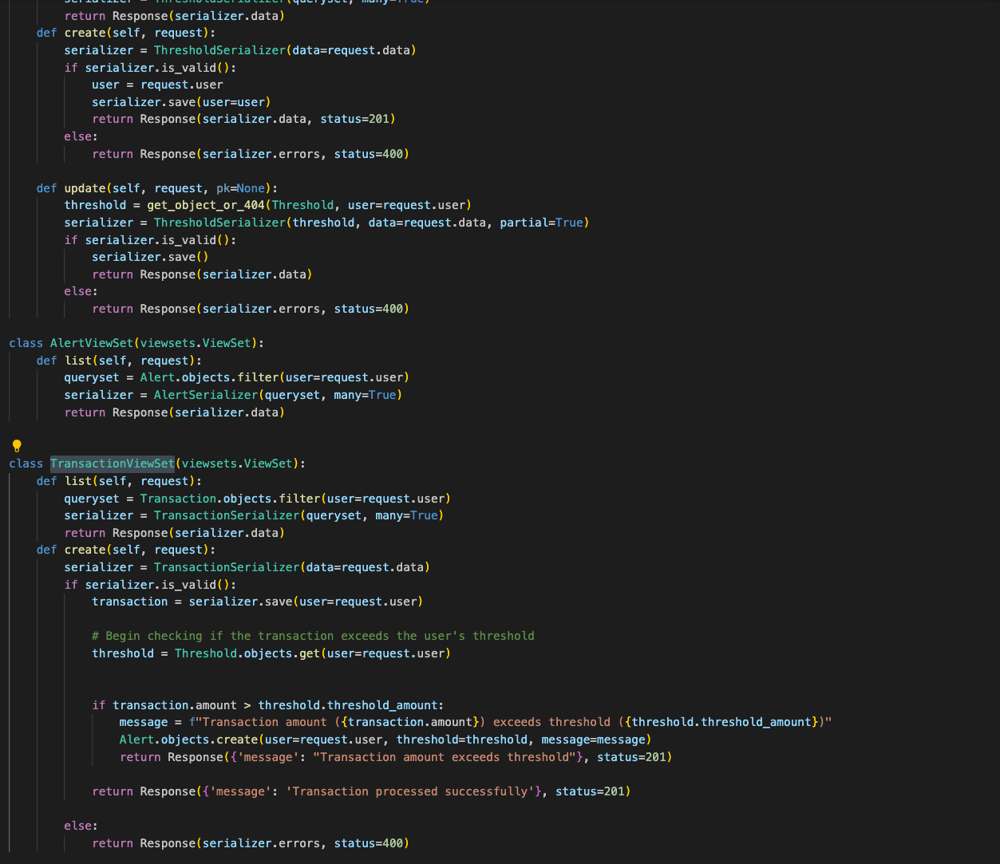 serializer = ThresholdSerializer(queryset, many=True)
        return Response(serializer.data)
    def create(self, request):
        serializer = ThresholdSerializer(data=request.data)
        if serializer.is_valid():
            user = request.user
            serializer.save(user=user)
            return Response(serializer.data, status=201)
        else:
            return Response(serializer.errors, status=400)

    def update(self, request, pk=None):
        threshold = get_object_or_404(Threshold, user=request.user)
        serializer = ThresholdSerializer(threshold, data=request.data, partial=True)
        if serializer.is_valid():
            serializer.save()
            return Response(serializer.data)
        else:
            return Response(serializer.errors, status=400)

class AlertViewSet(viewsets.ViewSet):
    def list(self, request):
        queryset = Alert.objects.filter(user=request.user)
        serializer = AlertSerializer(queryset, many=True)
        return Response(serializer.data)

class TransactionViewSet(viewsets.ViewSet):
    def list(self, request):
        queryset = Transaction.objects.filter(user=request.user)
        serializer = TransactionSerializer(queryset, many=True)
        return Response(serializer.data)
    def create(self, request):
        serializer = TransactionSerializer(data=request.data)
        if serializer.is_valid():
            transaction = serializer.save(user=request.user)

            # Begin checking if the transaction exceeds the user's threshold
            threshold = Threshold.objects.get(user=request.user)


            if transaction.amount > threshold.threshold_amount:
                message = f"Transaction amount ({transaction.amount}) exceeds threshold ({threshold.threshold_amount})"
                Alert.objects.create(user=request.user, threshold=threshold, message=message)
                return Response({'message': "Transaction amount exceeds threshold"}, status=201)

            return Response({'message': 'Transaction processed successfully'}, status=201)

        else:
            return Response(serializer.errors, status=400)